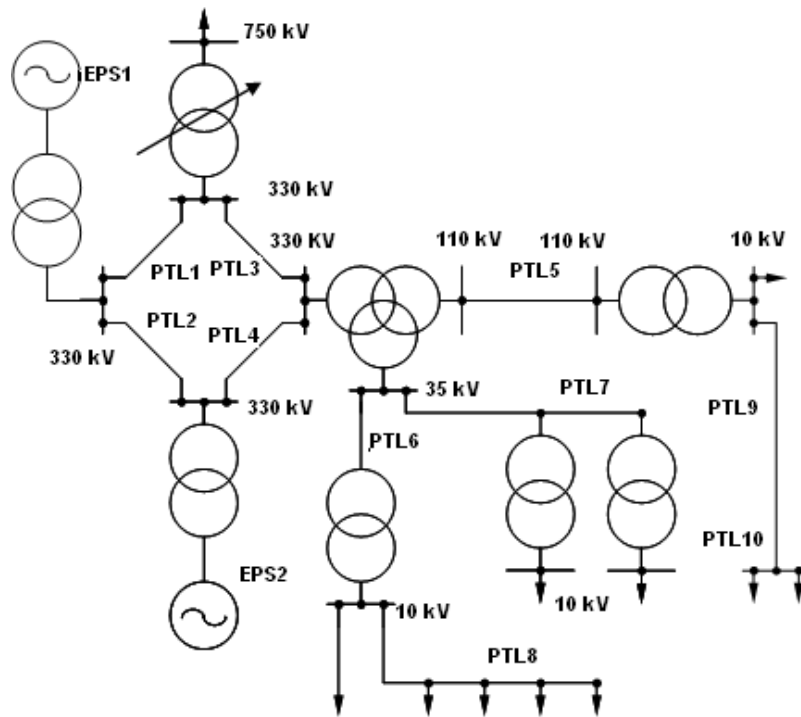 750 kV
EPS1
330 kV
330 KV
110 kV
110 kV
10 kV
PTL1
PTL3
PTL5
PTL2
PTL4
330 kV
330 kV
35 kV
PTL7
PTL9
PTL6
PTL10
EPS2
10 kV
10 kV
PTL8